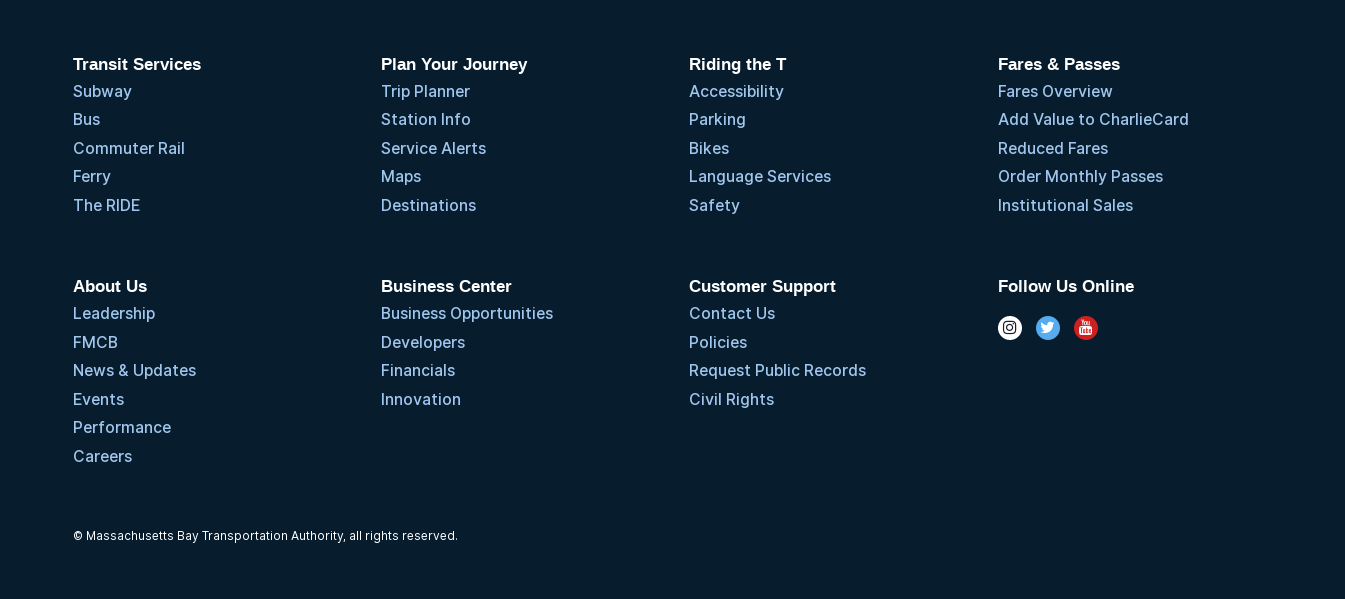 Transit Services
Subway
Bus
Commuter Rail
Ferry
The RIDE
Plan Your Journey
Trip Planner
Station Info
Service Alerts
Maps
Destinations
Riding the T
Accessibility
Parking
Bikes
Language Services
Safety
Fares & Passes
Fares Overview
Add Value to CharlieCard
Reduced Fares
Order Monthly Passes
Institutional Sales
About Us
Leadership
FMCB
News & Updates
Events
Performance
Careers
Business Center
Business Opportunities
Developers
Financials
Innovation
Customer Support
Contact Us
Policies
Request Public Records
Civil Rights
Follow Us Online
You
Tube
© Massachusetts Bay Transportation Authority, all rights reserved.